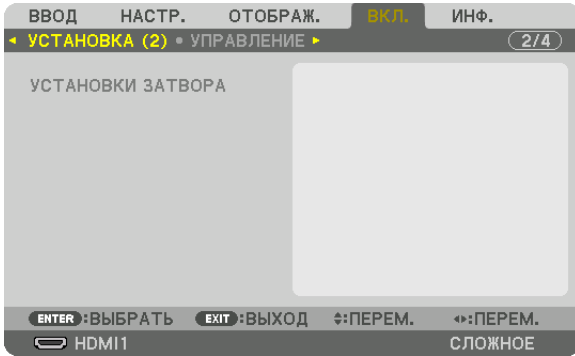 ВВОД НАСТР. ОТОБРАЖ. ВКЛ. ИНФ.
УСТАНОВКА (2) • УПРАВЛЕНИЕ 2/4
УСТАНОВКИ ЗАТВОРА
ENTER :ВЫБРАТЬ EXIT :ВЫХОД :ПЕРЕМ. :ПЕРЕМ.
HDMI1 СЛОЖНОЕ